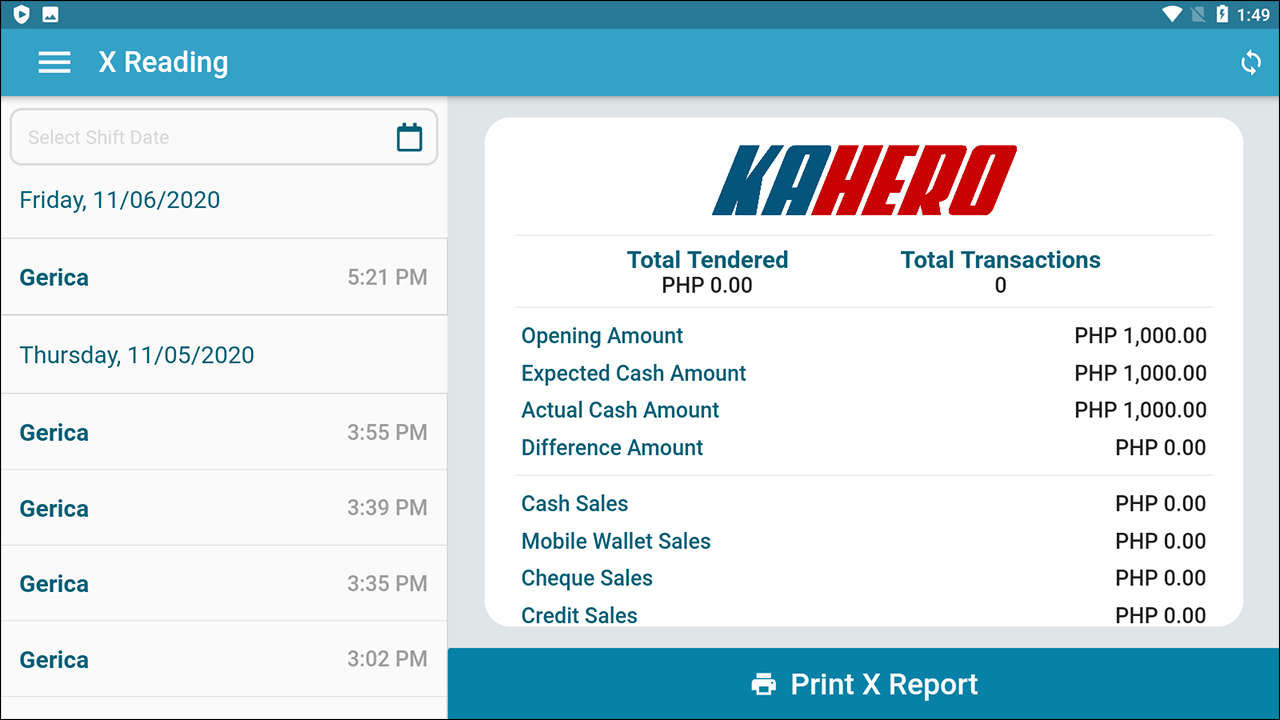 1:49
X Reading
Select Shift Date
Friday, 11/06/2020
Gerica 5:21 PM
Thursday, 11/05/2020
Gerica 3:55 PM
Gerica 3:39 PM
Gerica 3:35 PM
Gerica 3:02 PM
KAHERO
Total Tendered Total Transactions
PHP 0.00 0
Opening Amount PHP 1,000.00
Expected Cash Amount PHP 1,000.00
Actual Cash Amount PHP 1,000.00
Difference Amount PHP 0.00
Cash Sales PHP 0.00
Mobile Wallet Sales PHP 0.00
Cheque Sales PHP 0.00
Credit Sales PHP 0.00
Print X Report